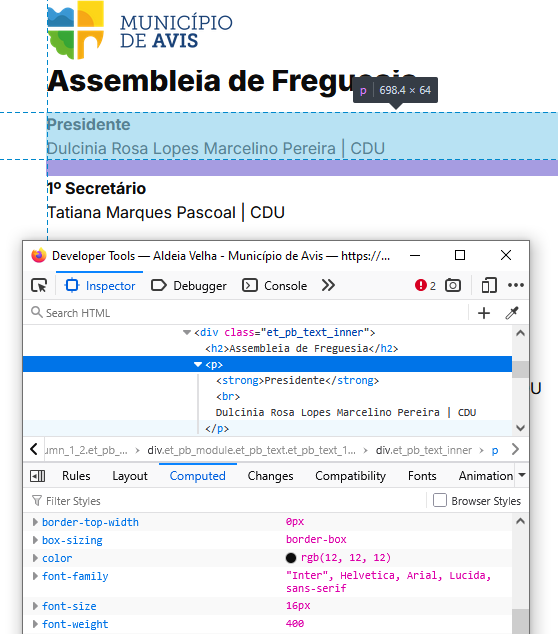 MUNICÍPIO
DE AVIS
Assembleia de Freguesia
p 698.4 × 64
Presidente
Dulcinia Rosa Lopes Marcelino Pereira | CDU
1º Secretário
Tatiana Marques Pascoal | CDU
Developer Tools — Aldeia Velha - Município de Avis — https://...
Inspector Debugger Console 2
Search HTML
<div class="et_pb_text_inner">
<h2>Assembleia de Freguesia</h2>
<p>
<strong>Presidente</strong>
<br>
Dulcinia Rosa Lopes Marcelino Pereira | CDU
</p>
U
umn_1_2.et_pb_... div.et_pb_module.et_pb_text.et_pb_text_1... div.et_pb_text_inner p
Rules Layout Computed Changes Compatibility Fonts Animation
Filter Styles Browser Styles
border-top-width 0px
box-sizing border-box
color rgb(12, 12, 12)
font-family "Inter", Helvetica, Arial, Lucida,
sans-serif
font-size 16px
font-weight 400